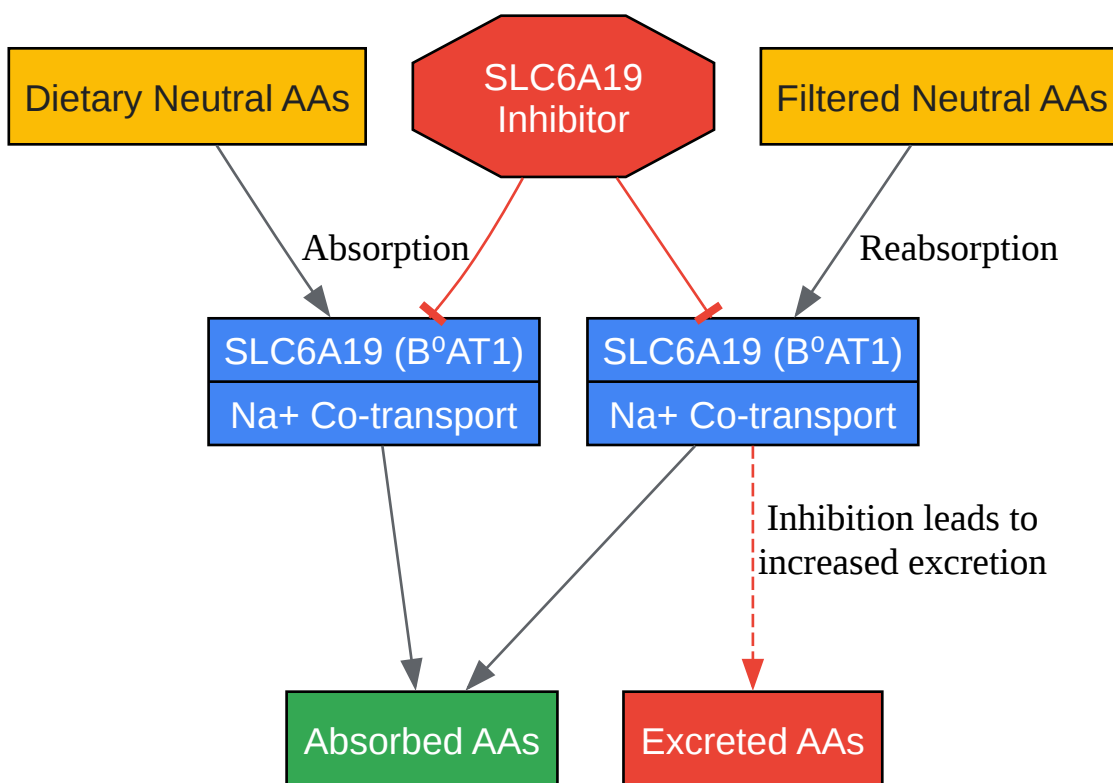 Dietary Neutral AAs
SLC6A19
Inhibitor
Filtered Neutral AAs
Absorption
Reabsorption
SLC6A19 (B⁰AT1)
Na+ Co-transport
SLC6A19 (B⁰AT1)
Na+ Co-transport
Inhibition leads to
increased excretion
Absorbed AAs
Excreted AAs